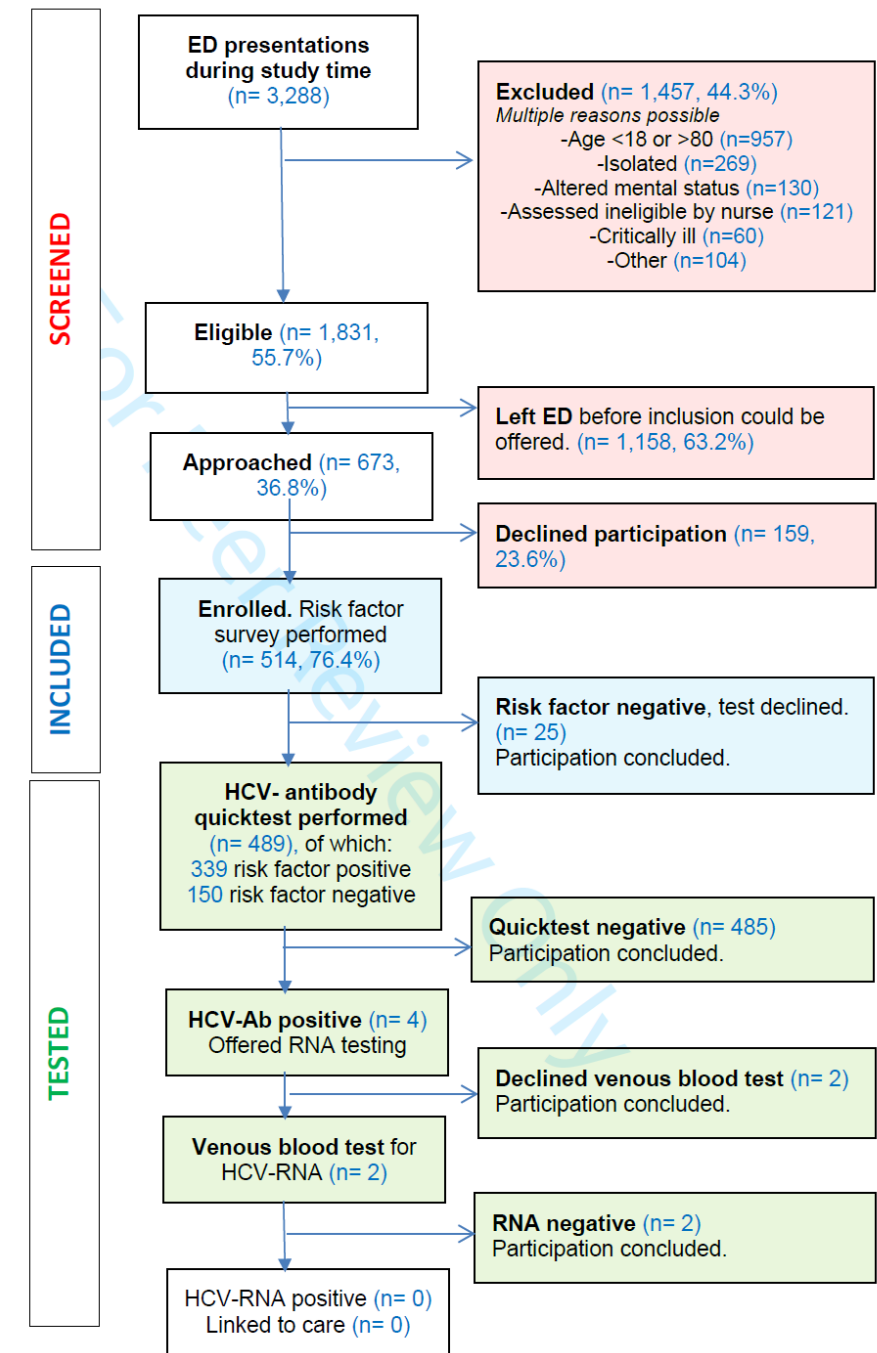 SCREENED
ED presentations
during study time
(n= 3,288)
Excluded (n= 1,457, 44.3%)
Multiple reasons possible
-Age <18 or >80 (n=957)
-Isolated (n=269)
-Altered mental status (n=130)
-Assessed ineligible by nurse (n=121)
-Critically ill (n=60)
-Other (n=104)
Eligible (n= 1,831,
55.7%)
Left ED before inclusion could be
offered. (n= 1,158, 63.2%)
Approached (n= 673,
36.8%)
Declined participation (n= 159,
23.6%)
INCLUDED
Enrolled. Risk factor
survey performed
(n= 514, 76.4%)
Risk factor negative, test declined.
(n= 25)
Participation concluded.
TESTED
HCV- antibody
quicktest performed
(n= 489), of which:
339 risk factor positive
150 risk factor negative
Quicktest negative (n= 485)
Participation concluded.
HCV-Ab positive (n= 4)
Offered RNA testing
Declined venous blood test (n= 2)
Participation concluded.
Venous blood test for
HCV-RNA (n= 2)
RNA negative (n= 2)
Participation concluded.
HCV-RNA positive (n= 0)
Linked to care (n= 0)
For Peer Review Only